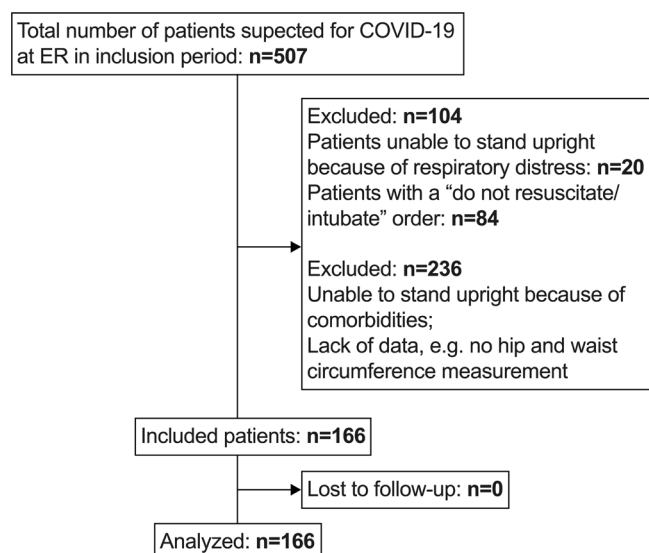 Total number of patients supected for COVID-19
at ER in inclusion period: n=507
Excluded: n=104
Patients unable to stand upright
because of respiratory distress: n=20
Patients with a “do not resuscitate/
intubate” order: n=84
Excluded: n=236
Unable to stand upright because of
comorbidities;
Lack of data, e.g. no hip and waist
circumference measurement
Included patients: n=166
Lost to follow-up: n=0
Analyzed: n=166